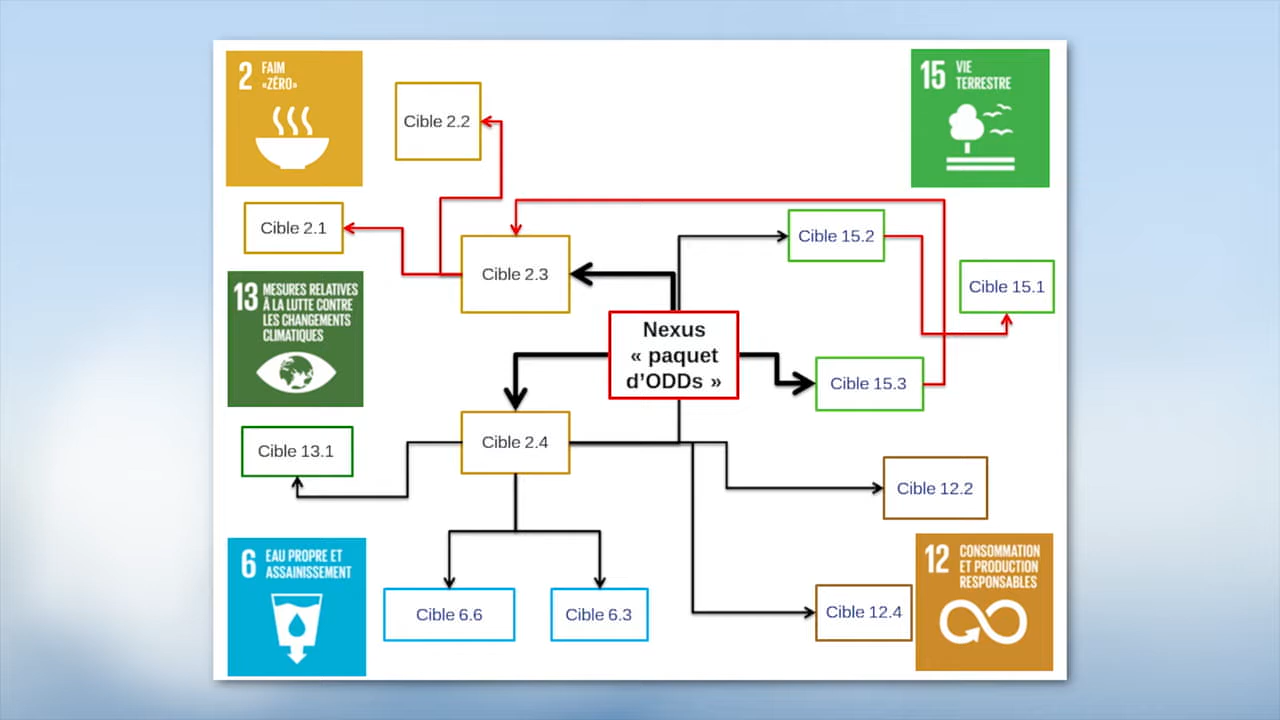 2 FAIM
«ZÉRO»
Cible 2.2
15 VIE
TERRESTRE
Cible 2.1
Cible 2.3
Cible 15.2
Cible 15.1
13 MESURES RELATIVES
À LA LUTTE CONTRE
LES CHANGEMENTS
CLIMATIQUES
Nexus
« paquet
d’ODDs »
Cible 15.3
Cible 13.1
Cible 2.4
Cible 12.2
6 EAU PROPRE ET
ASSAINISSEMENT
Cible 6.6
Cible 6.3
Cible 12.4
12 CONSOMMATION
ET PRODUCTION
RESPONSABLES